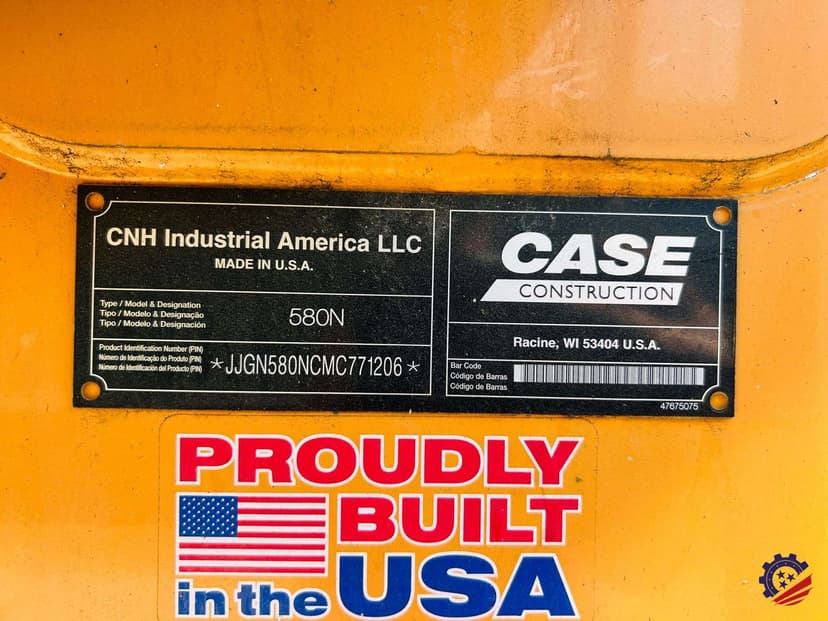 CNH Industrial America LLC
MADE IN U.S.A.
Type / Model & Designation
Tipo / Modelo & Designação
Tipo / Modelo & Designación
580N
Product Identification Number (PIN)
Número de Identificação do Produto (PIN)
Número de Identificación del Producto (PIN)
*JJGN580NCMC771206*
CASE
CONSTRUCTION
Racine, WI 53404 U.S.A.
Bar Code
Código de Barras
Código de Barras
47675075
PROUDLY
BUILT
in the USA